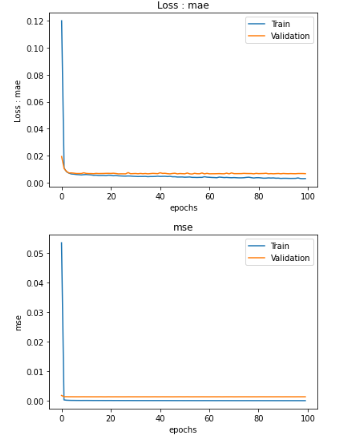 Loss : mae
0.12
0.10
0.08
0.06
0.04
0.02
0.00
Loss : mae
0 20 40 60 80 100
epochs
Train
Validation
mse
0.05
0.04
0.03
0.02
0.01
0.00
mse
0 20 40 60 80 100
epochs
Train
Validation